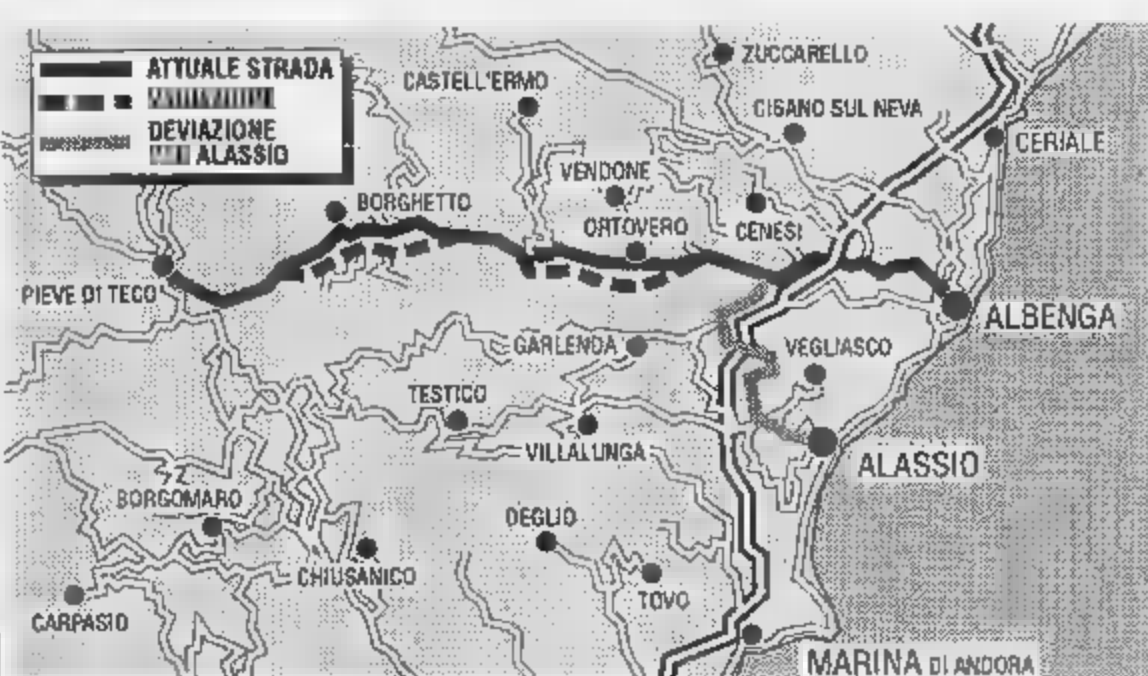 ATTUALE STRADA
DEVIAZIONE
ALASSIO
CASTELL'ERMO
ZUCCARELLO
CISANO SUL NEVA
CERIALE
VENDONE
BORGHETTO
ORTOVERO
CENESI
PIEVE DI TECO
ALBENGA
GARLENDA
VEGLIASCO
TESTICO
VILLALUNGA
ALASSIO
BORGOMARO
DEGLIO
CHIUSANICO
TOVO
CARPASIO
MARINA DI ANDORA